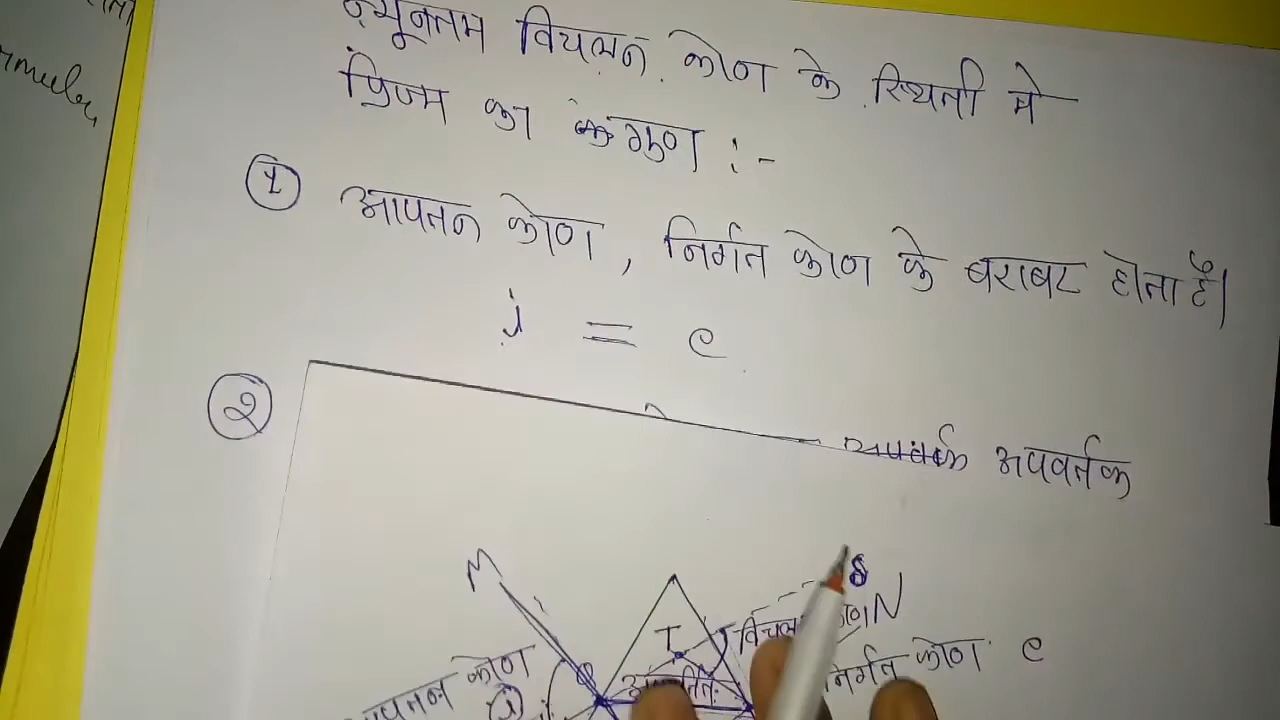 न्यूनतम विचलन कोण के स्थिती मे
प्रिज्म का गुण :-
① आपतन कोण , निर्गत कोण के बराबर होता है।
i = e
②
अपवर्तक
M
S
T
विचलन
कोण N
आपतन कोण
(i)
निर्गत कोण e